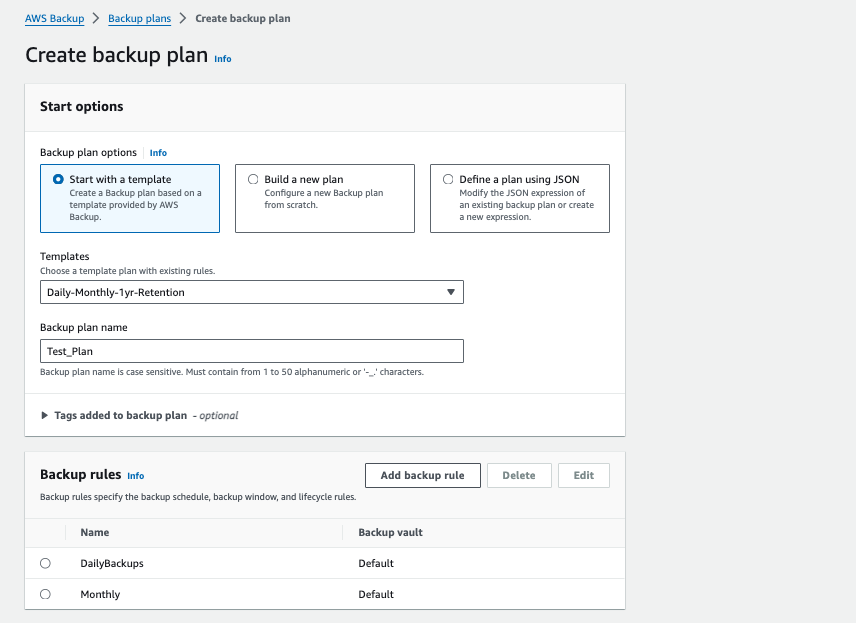 AWS Backup > Backup plans > Create backup plan
Create backup plan Info
Start options
Backup plan options Info
Start with a template
Create a Backup plan based on a
template provided by AWS
Backup.
Build a new plan
Configure a new Backup plan
from scratch.
Define a plan using JSON
Modify the JSON expression of
an existing backup plan or create
a new expression.
Templates
Choose a template plan with existing rules.
Daily-Monthly-1yr-Retention
Backup plan name
Test_Plan
Backup plan name is case sensitive. Must contain from 1 to 50 alphanumeric or '-_.' characters.
Tags added to backup plan - optional
Backup rules Info
Add backup rule Delete Edit
Backup rules specify the backup schedule, backup window, and lifecycle rules.
Name Backup vault
DailyBackups Default
Monthly Default